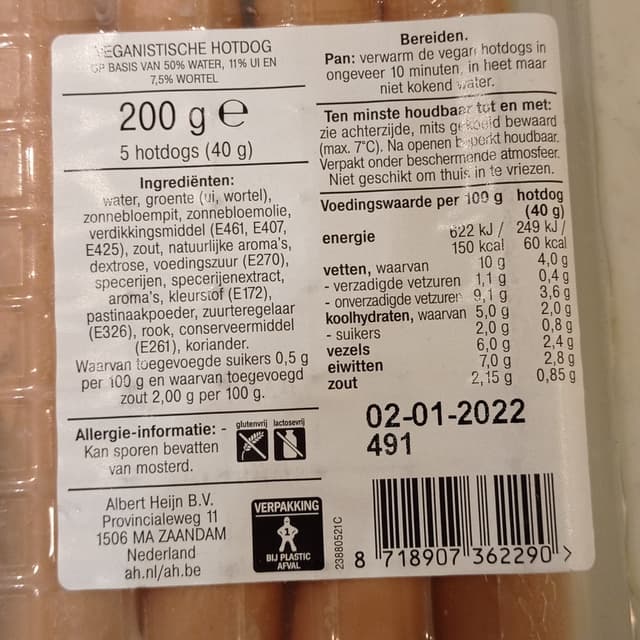 VEGANISTISCHE HOTDOG
OP BASIS VAN 50% WATER, 11% UI EN
7,5% WORTEL
200 g e
5 hotdogs (40 g)
Ingrediënten:
water, groente (ui, wortel),
zonnebloempit, zonnebloemolie,
verdikkingsmiddel (E461, E407,
E425), zout, natuurlijke aroma's,
dextrose, voedingszuur (E270),
specerijen, specerijenextract,
aroma's, kleurstof (E172),
pastinaakpoeder, zuurteregelaar
(E326), rook, conserveermiddel
(E261), koriander.
Waarvan toegevoegde suikers 0,5 g
per 100 g en waarvan toegevoegd
zout 2,00 g per 100 g.
Allergie-informatie: -
Kan sporen bevatten
van mosterd.
glutenvrij lactosevrij
Albert Heijn B.V.
Provincialeweg 11
1506 MA ZAANDAM
Nederland
ah.nl/ah.be
VERPAKKING
1
BIJ PLASTIC
AFVAL
Bereiden.
Pan: verwarm de vegan hotdogs in
ongeveer 10 minuten, in heet maar
niet kokend water.
Ten minste houdbaar tot en met:
zie achterzijde, mits gekoeld bewaard
(max. 7°C). Na openen beperkt houdbaar.
Verpakt onder beschermende atmosfeer.
Niet geschikt om thuis in te vriezen.
Voedingswaarde per 100 g hotdog
(40 g)
energie 622 kJ / 249 kJ /
150 kcal 60 kcal
vetten, waarvan 10 g 4,0 g
- verzadigde vetzuren 1,1 g 0,4 g
- onverzadigde vetzuren 9,1 g 3,6 g
koolhydraten, waarvan 5,0 g 2,0 g
- suikers 2,0 g 0,8 g
vezels 6,0 g 2,4 g
eiwitten 7,0 g 2,8 g
zout 2,15 g 0,85 g
02-01-2022
491
23880521C
8 718907 362290 >